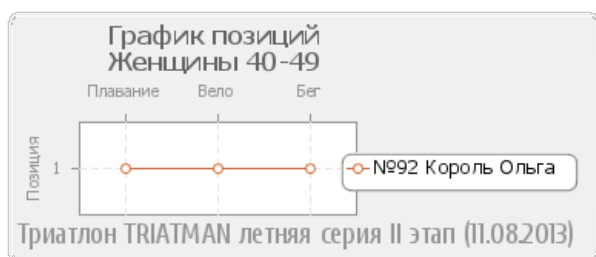 График позиций
Женщины 40-49
Плавание Вело Бег
Позиция
1
№92 Король Ольга
Триатлон TRIATMAN летняя серия II этап (11.08.2013)